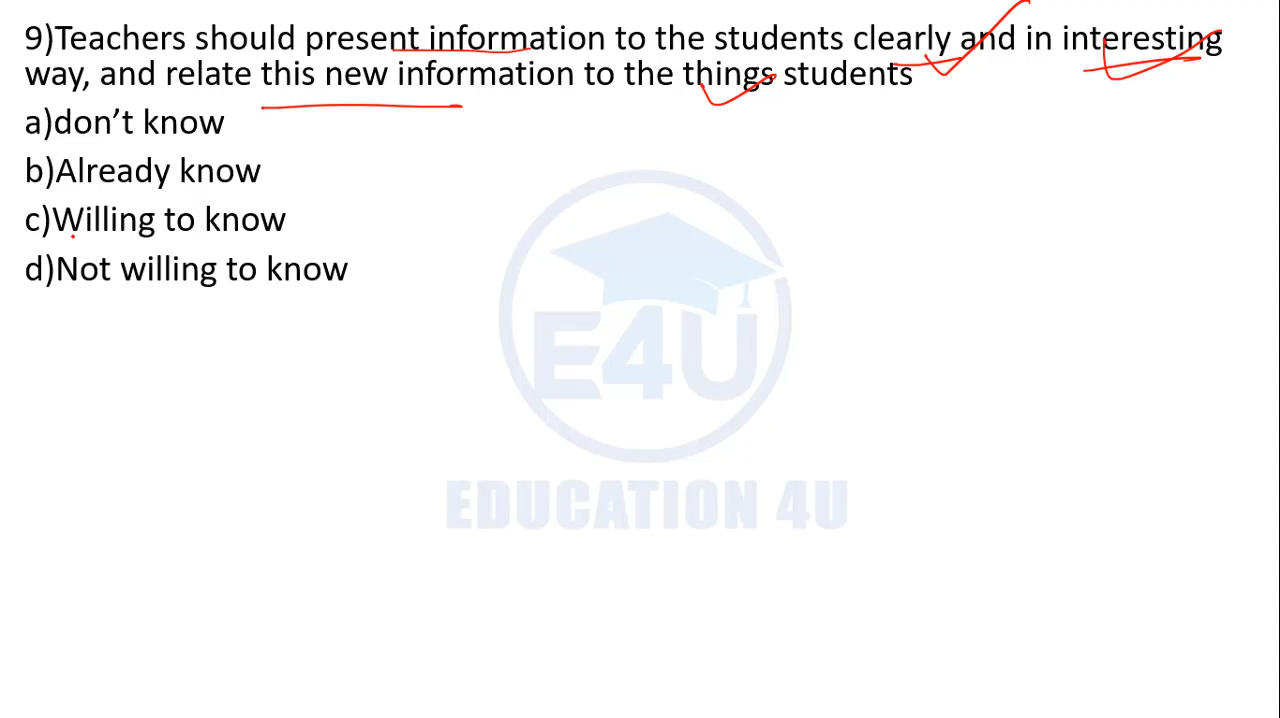 9)Teachers should present information to the students clearly and in interesting
way, and relate this new information to the things students
a)don’t know
b)Already know
c)Willing to know
d)Not willing to know
E4U
EDUCATION 4U